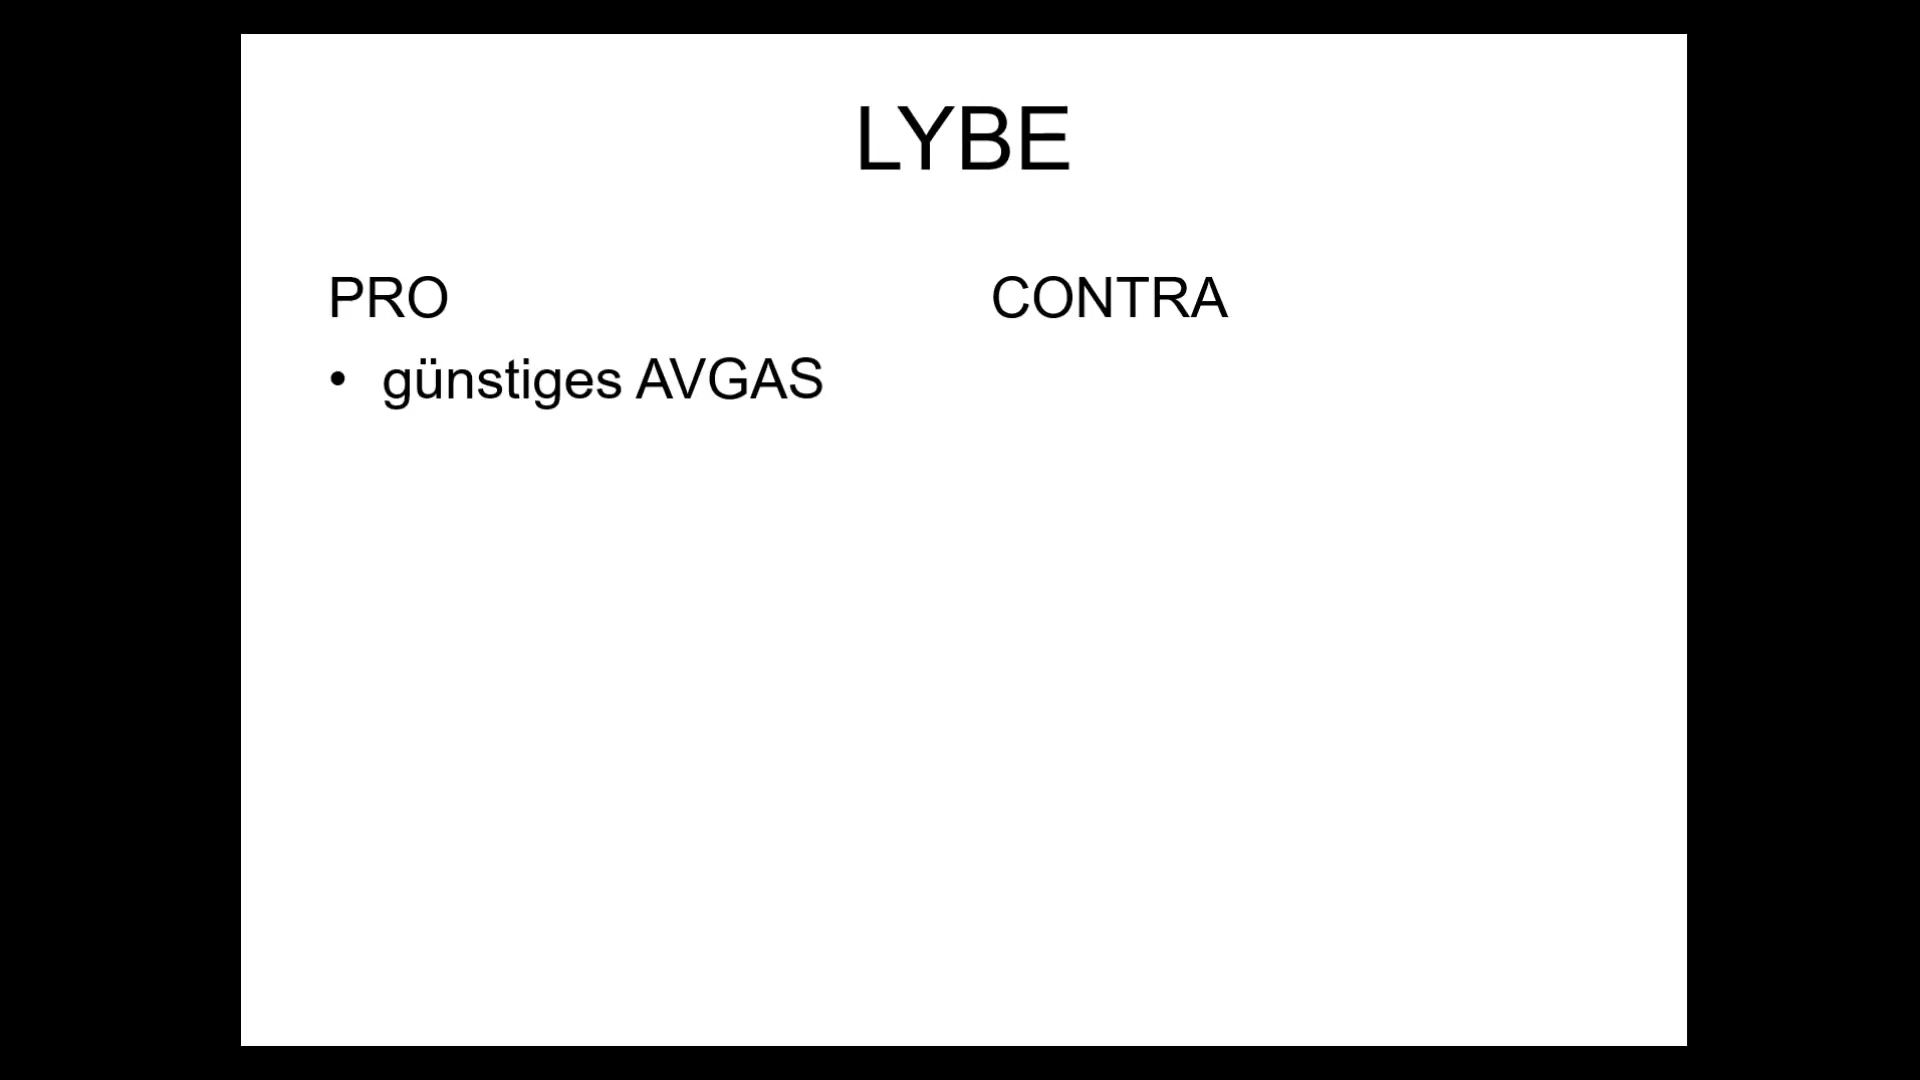 LYBE
PRO
• günstiges AVGAS
CONTRA